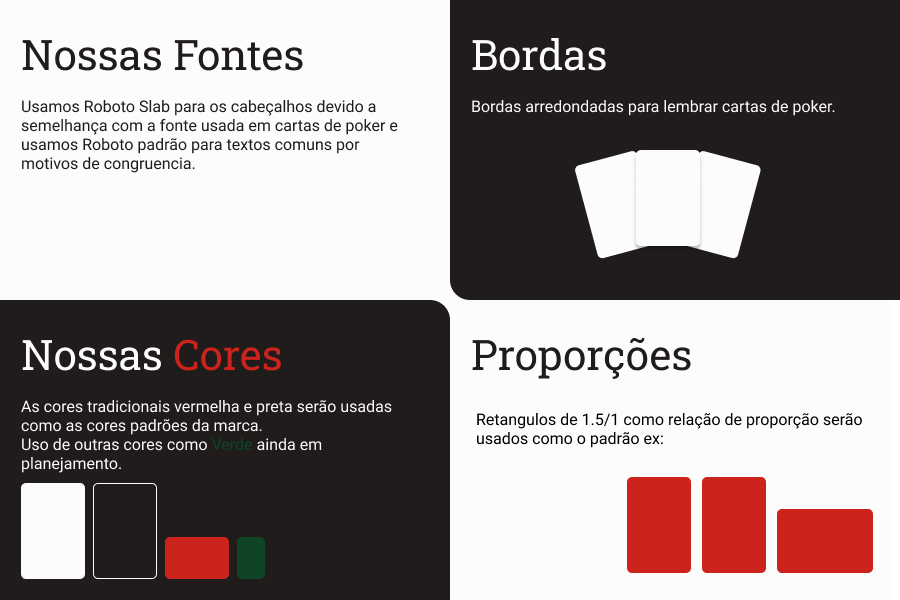 Nossas Fontes
Usamos Roboto Slab para os cabeçalhos devido a
semelhança com a fonte usada em cartas de poker e
usamos Roboto padrão para textos comuns por
motivos de congruencia.
Bordas
Bordas arredondadas para lembrar cartas de poker.
Nossas Cores
As cores tradicionais vermelha e preta serão usadas
como as cores padrões da marca.
Uso de outras cores como Verde ainda em
planejamento.
Proporções
Retangulos de 1.5/1 como relação de proporção serão
usados como o padrão ex: